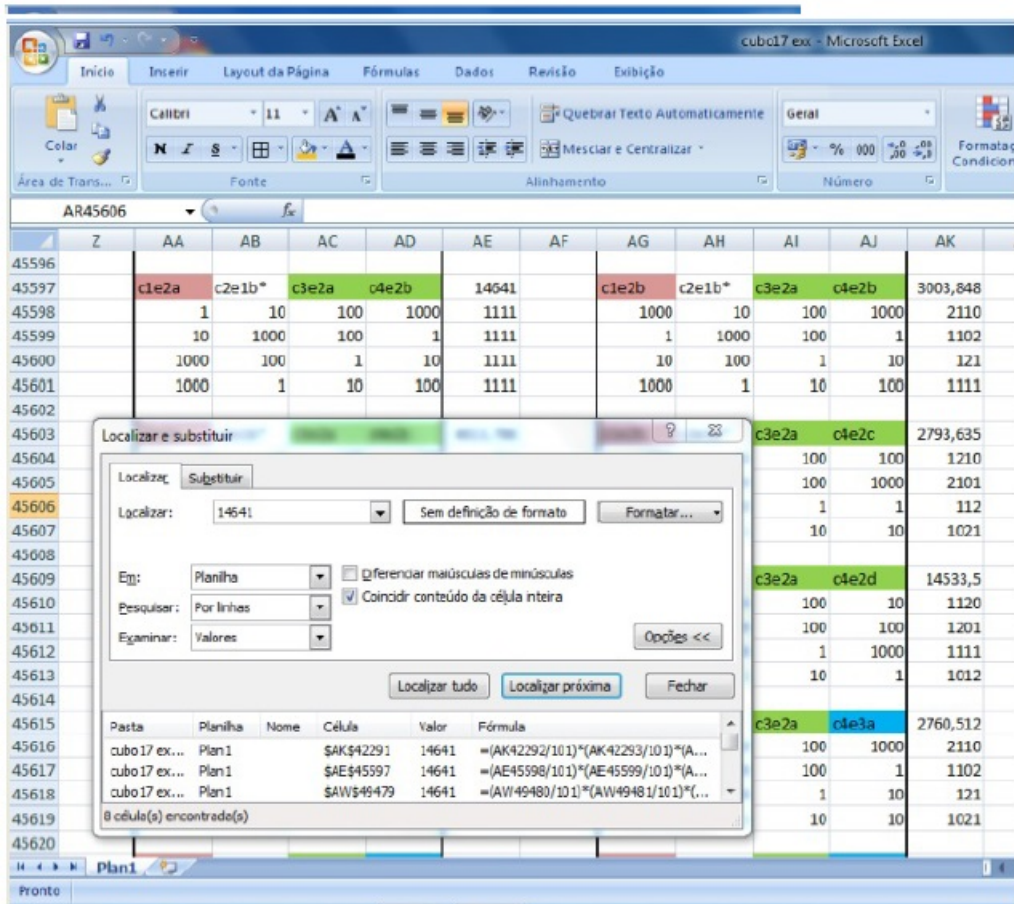 cubo17 exx - Microsoft Excel
Início Inserir Layout da Página Fórmulas Dados Revisão Exibição
Calibri 11 A A Quebrar Texto Automaticamente Geral
Colar N I S A Mesclar e Centralizar % 000 ,00 ,00 Formataç
Condicion
Área de Trans... Fonte Alinhamento Número
AR45606 fx
Z AA AB AC AD AE AF AG AH AI AJ AK
45596
45597 c1e2a c2e1b* c3e2a c4e2b 14641 c1e2b c2e1b* c3e2a c4e2b 3003,848
45598 1 10 100 1000 1111 1000 10 100 1000 2110
45599 10 1000 100 1 1111 1 1000 100 1 1102
45600 1000 100 1 10 1111 10 100 1 10 121
45601 1000 1 10 100 1111 1000 1 10 100 1111
45602
45603 c3e2a c4e2c 2793,635
45604 100 100 1210
45605 100 1000 2101
45606 1 1 112
45607 10 10 1021
45608
45609 c3e2a c4e2d 14533,5
45610 100 10 1120
45611 100 100 1201
45612 1 1000 1111
45613 10 1 1012
45614
45615 c3e2a c4e3a 2760,512
45616 100 1000 2110
45617 100 1 1102
45618 1 10 121
45619 10 10 1021
45620
Localizar e substituir
Localizar Substituir
Localizar: 14641 Sem definição de formato Formatar...
Em: Planilha Diferenciar maiúsculas de minúsculas
Pesquisar: Por linhas Coincidir conteúdo da célula inteira
Examinar: Valores Opções <<
Localizar tudo Localizar próxima Fechar
Pasta Planilha Nome Célula Valor Fórmula
cubo17 ex... Plan1 $AK$42291 14641 =(AK42292/101)*(AK42293/101)*(A...
cubo17 ex... Plan1 $AE$45597 14641 =(AE45598/101)*(AE45599/101)*(A...
cubo17 ex... Plan1 $AW$49479 14641 =(AW49480/101)*(AW49481/101)*(...
8 célula(s) encontrada(s)
Plan1
Pronto